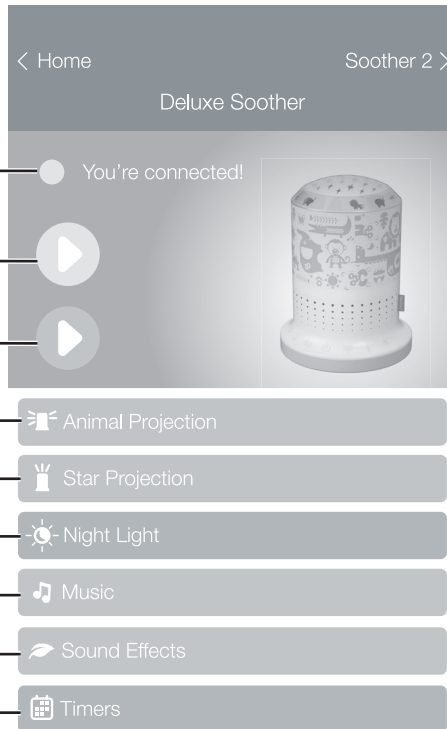 < Home
Soother 2 >
Deluxe Soother
You're connected!
Animal Projection
Star Projection
Night Light
Music
Sound Effects
Timers